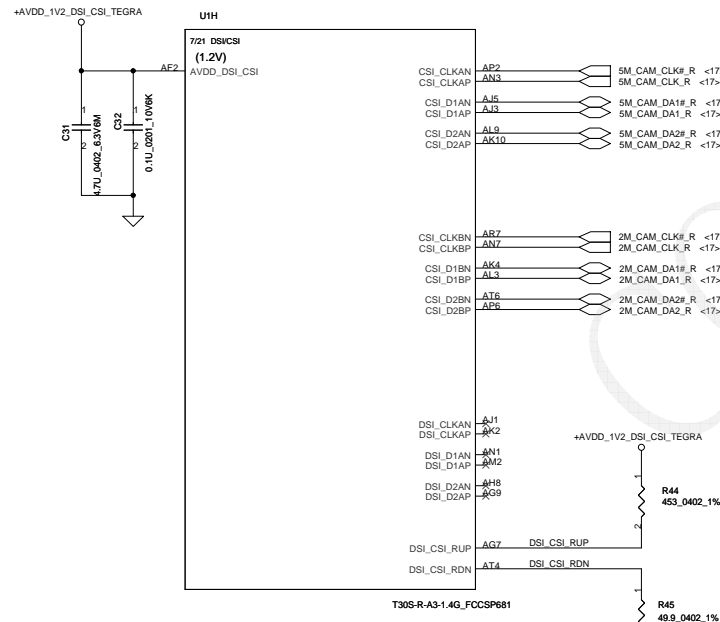 +AVDD_1V2_DSI_CSI_TEGRA
U1H
7/21 DSI/CSI
(1.2V)
AF2
AVDD_DSI_CSI
1
C31
2
4.7U_0402_6.3V6M
1
C32
2
0.1U_0201_10V6K
CSI_CLKAN AP2 5M_CAM_CLK#_R <17
CSI_CLKAP AN3 5M_CAM_CLK_R <17>
CSI_D1AN AJ5 5M_CAM_DA1#_R <17
CSI_D1AP AJ3 5M_CAM_DA1_R <17>
CSI_D2AN AL9 5M_CAM_DA2#_R <17
CSI_D2AP AK10 5M_CAM_DA2_R <17>
CSI_CLKBN AR7 2M_CAM_CLK#_R <17
CSI_CLKBP AN7 2M_CAM_CLK_R <17>
CSI_D1BN AK4 2M_CAM_DA1#_R <17
CSI_D1BP AL3 2M_CAM_DA1_R <17>
CSI_D2BN AT6 2M_CAM_DA2#_R <17
CSI_D2BP AP6 2M_CAM_DA2_R <17>
DSI_CLKAN AJ1
DSI_CLKAP AK2
DSI_D1AN AN1
DSI_D1AP AM2
DSI_D2AN AH8
DSI_D2AP AG9
+AVDD_1V2_DSI_CSI_TEGRA
1
R44
453_0402_1%
2
DSI_CSI_RUP AG7 DSI_CSI_RUP
DSI_CSI_RDN AT4 DSI_CSI_RDN
T30S-R-A3-1.4G_FCCSP681
1
R45
49.9_0402_1%